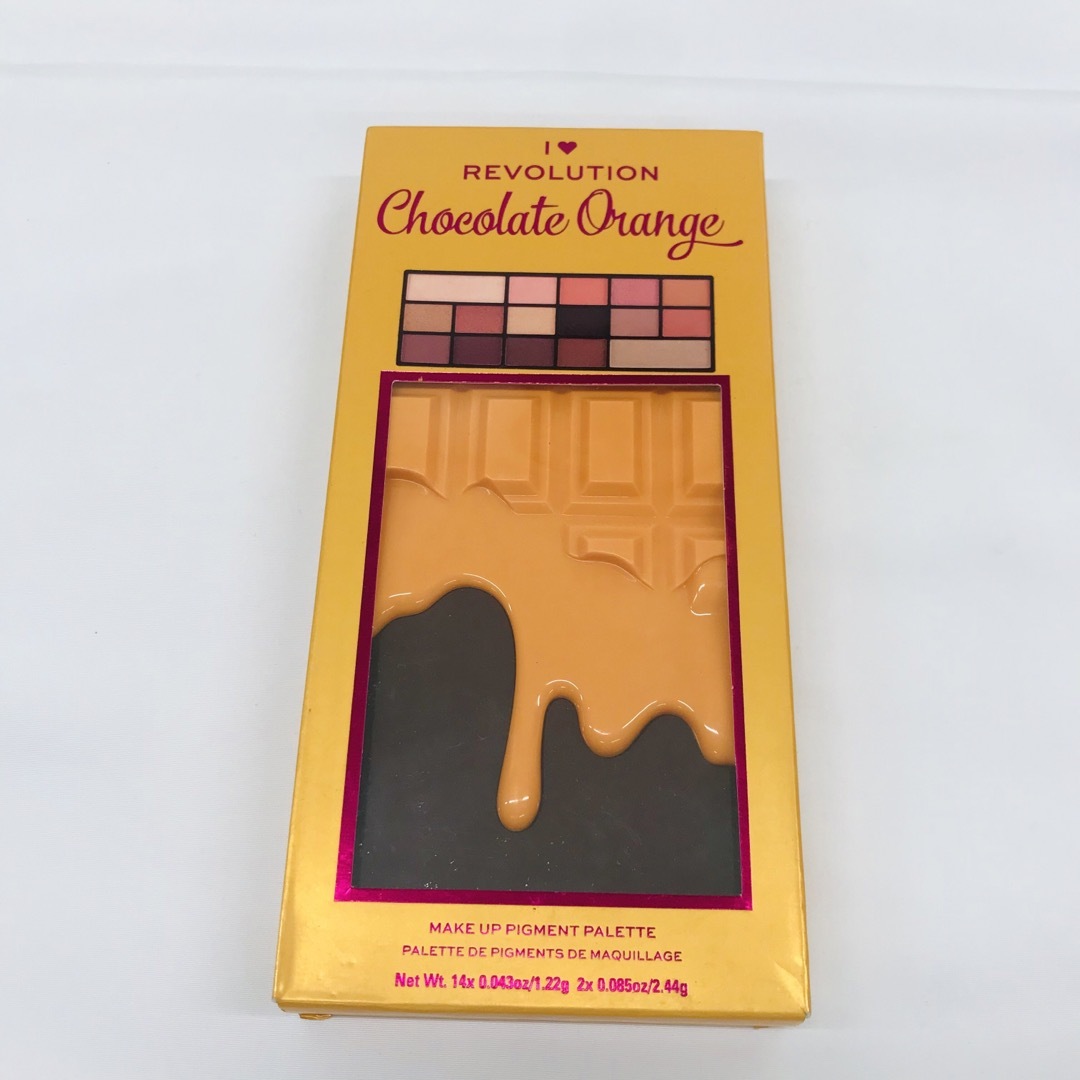 I ♥
REVOLUTION
Chocolate Orange
MAKE UP PIGMENT PALETTE
PALETTE DE PIGMENTS DE MAQUILLAGE
Net Wt. 14x 0.043oz/1.22g 2x 0.085oz/2.44g